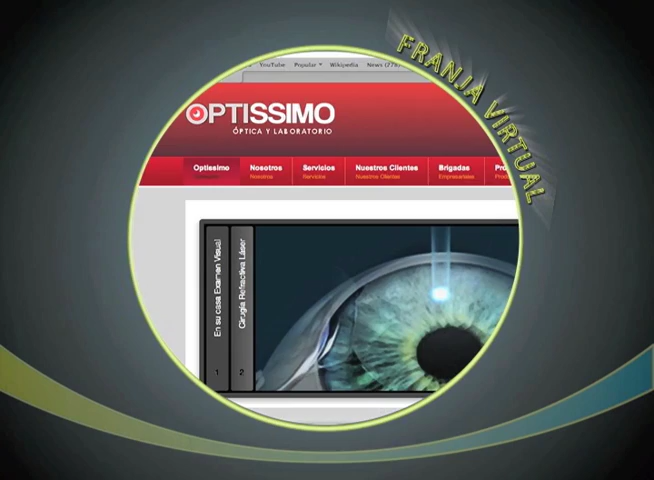 FRANJA VIRTUAL
YouTube Popular Wikipedia News
OPTISSIMO
ÓPTICA Y LABORATORIO
Optissimo Nosotros Servicios Nuestros Clientes Brigadas
Nosotros Servicios Nuestros Clientes Empresariales
En su casa Examen Visual
1
Cirugía Refractiva Láser
2